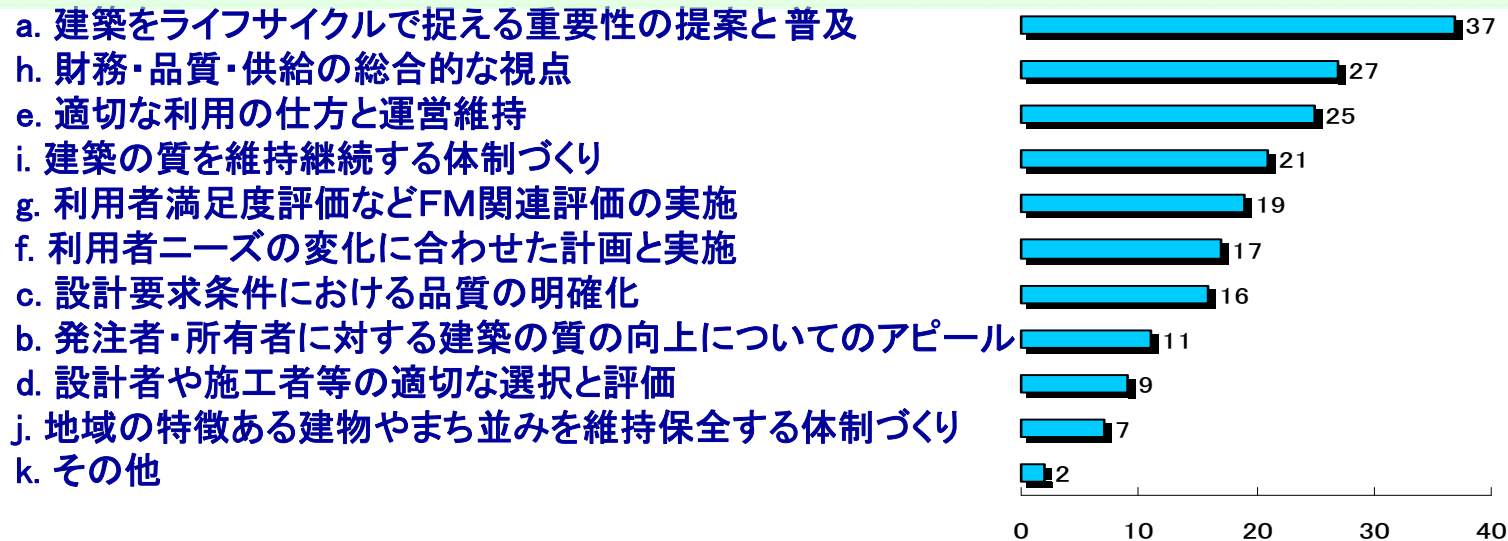 a. 建築をライフサイクルで捉える重要性の提案と普及 37
h. 財務・品質・供給の総合的な視点 27
e. 適切な利用の仕方と運営維持 25
i. 建築の質を維持継続する体制づくり 21
g. 利用者満足度評価などFM関連評価の実施 19
f. 利用者ニーズの変化に合わせた計画と実施 17
c. 設計要求条件における品質の明確化 16
b. 発注者・所有者に対する建築の質の向上についてのアピール 11
d. 設計者や施工者等の適切な選択と評価 9
j. 地域の特徴ある建物やまち並みを維持保全する体制づくり 7
k. その他 2
0 10 20 30 40